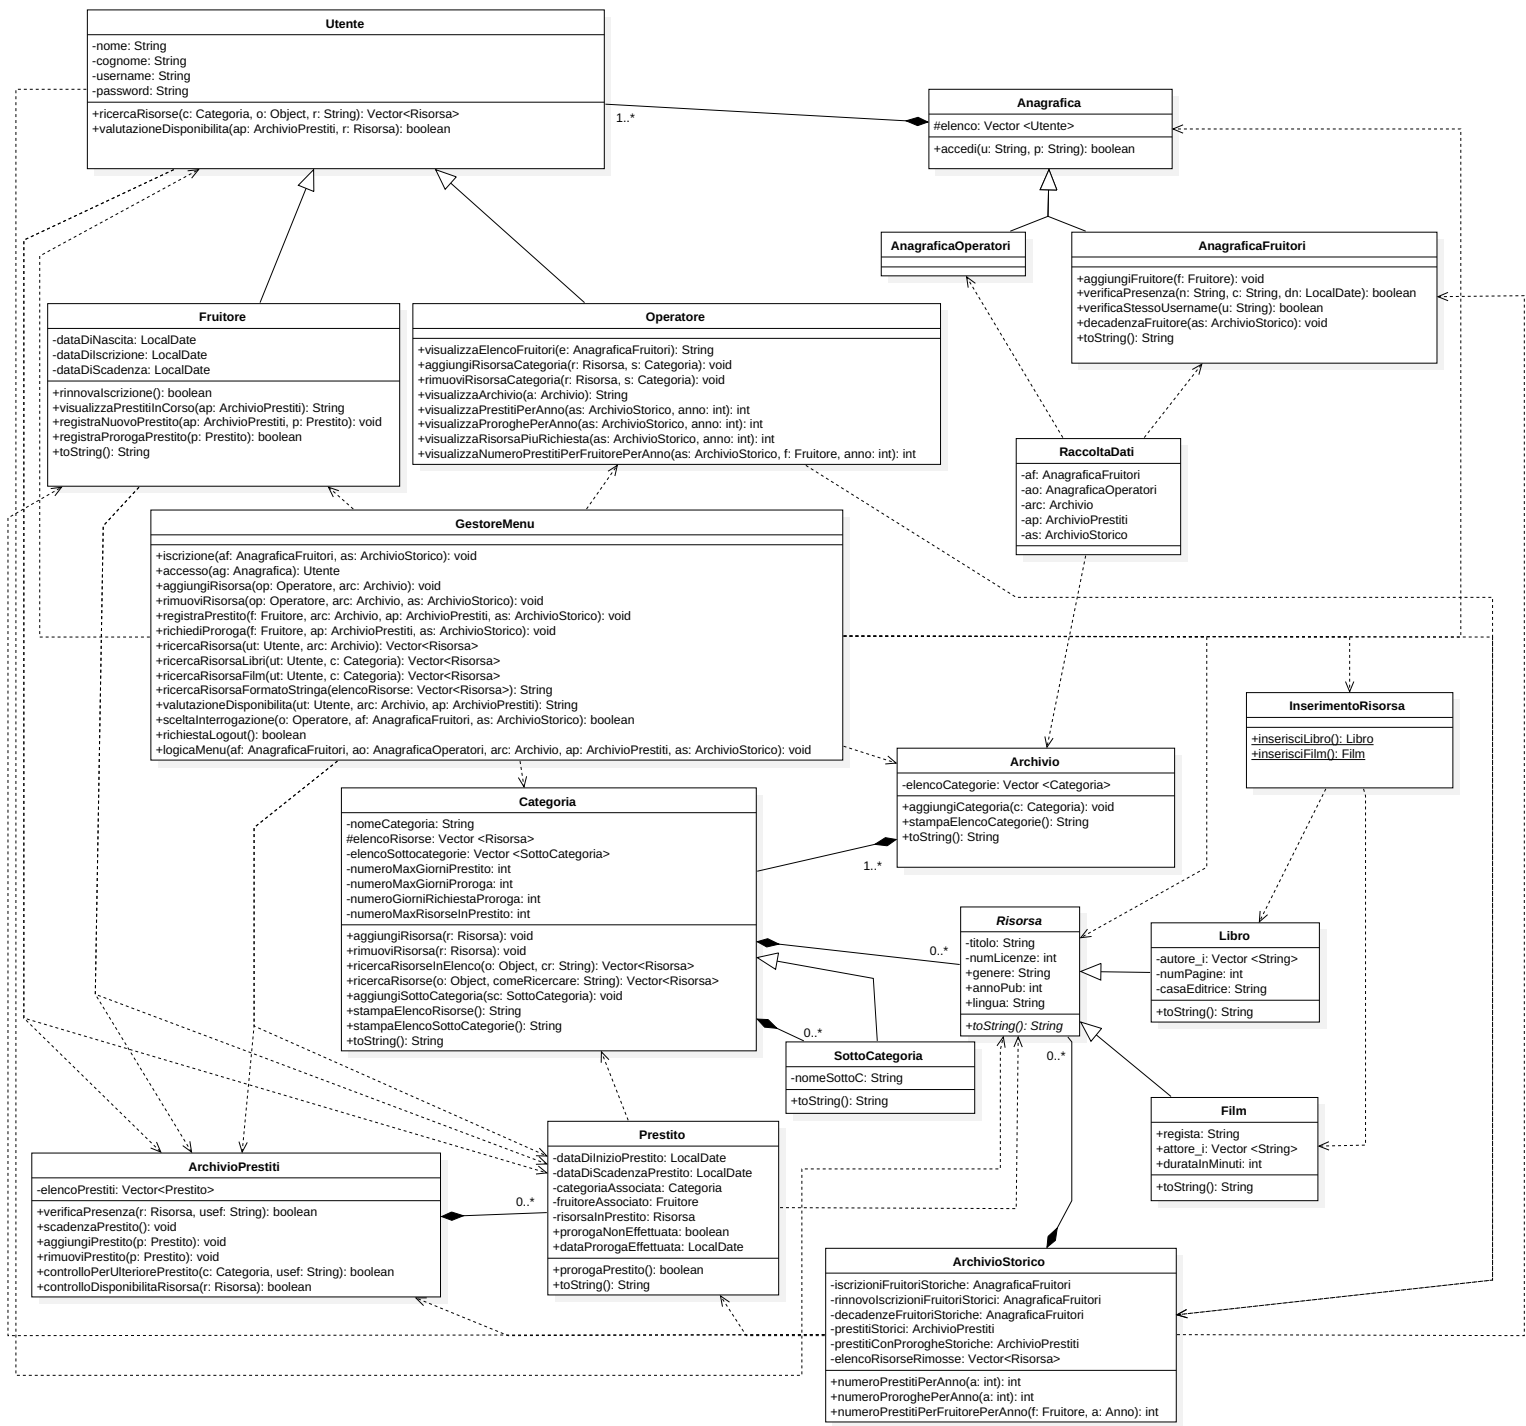 Utente
-nome: String
-cognome: String
-username: String
-password: String
+ricercaRisorse(c: Categoria, o: Object, r: String): Vector<Risorsa>
+valutazioneDisponibilita(ap: ArchivioPrestiti, r: Risorsa): boolean
1..*
Anagrafica
#elenco: Vector <Utente>
+accedi(u: String, p: String): boolean
AnagraficaOperatori
AnagraficaFruitori
+aggiungiFruitore(f: Fruitore): void
+verificaPresenza(n: String, c: String, dn: LocalDate): boolean
+verificaStessoUsername(u: String): boolean
+decadenzaFruitore(as: ArchivioStorico): void
+toString(): String
Fruitore
-dataDiNascita: LocalDate
-dataDiIscrizione: LocalDate
-dataDiScadenza: LocalDate
+rinnovaIscrizione(): boolean
+visualizzaPrestitiInCorso(ap: ArchivioPrestiti): String
+registraNuovoPrestito(ap: ArchivioPrestiti, p: Prestito): void
+registraProrogaPrestito(p: Prestito): boolean
+toString(): String
Operatore
+visualizzaElencoFruitori(e: AnagraficaFruitori): String
+aggiungiRisorsaCategoria(r: Risorsa, s: Categoria): void
+rimuoviRisorsaCategoria(r: Risorsa, s: Categoria): void
+visualizzaArchivio(a: Archivio): String
+visualizzaPrestitiPerAnno(as: ArchivioStorico, anno: int): int
+visualizzaProroghePerAnno(as: ArchivioStorico, anno: int): int
+visualizzaRisorsaPiuRichiesta(as: ArchivioStorico, anno: int): int
+visualizzaNumeroPrestitiPerFruitorePerAnno(as: ArchivioStorico, f: Fruitore, anno: int): int
RaccoltaDati
-af: AnagraficaFruitori
-ao: AnagraficaOperatori
-arc: Archivio
-ap: ArchivioPrestiti
-as: ArchivioStorico
GestoreMenu
+iscrizione(af: AnagraficaFruitori, as: ArchivioStorico): void
+accesso(ag: Anagrafica): Utente
+aggiungiRisorsa(op: Operatore, arc: Archivio): void
+rimuoviRisorsa(op: Operatore, arc: Archivio, as: ArchivioStorico): void
+registraPrestito(f: Fruitore, arc: Archivio, ap: ArchivioPrestiti, as: ArchivioStorico): void
+richiediProroga(f: Fruitore, ap: ArchivioPrestiti, as: ArchivioStorico): void
+ricercaRisorsa(ut: Utente, arc: Archivio): Vector<Risorsa>
+ricercaRisorsaLibri(ut: Utente, c: Categoria): Vector<Risorsa>
+ricercaRisorsaFilm(ut: Utente, c: Categoria): Vector<Risorsa>
+ricercaRisorsaFormatoStringa(elencoRisorse: Vector<Risorsa>): String
+valutazioneDisponibilita(ut: Utente, arc: Archivio, ap: ArchivioPrestiti): String
+sceltaInterrogazione(o: Operatore, af: AnagraficaFruitori, as: ArchivioStorico): boolean
+richiestaLogout(): boolean
+logicaMenu(af: AnagraficaFruitori, ao: AnagraficaOperatori, arc: Archivio, ap: ArchivioPrestiti, as: ArchivioStorico): void
InserimentoRisorsa
+inserisciLibro(): Libro
+inserisciFilm(): Film
Archivio
-elencoCategorie: Vector <Categoria>
+aggiungiCategoria(c: Categoria): void
+stampaElencoCategorie(): String
+toString(): String
1..*
Categoria
-nomeCategoria: String
#elencoRisorse: Vector <Risorsa>
-elencoSottocategorie: Vector <SottoCategoria>
-numeroMaxGiorniPrestito: int
-numeroMaxGiorniProroga: int
-numeroGiorniRichiestaProroga: int
-numeroMaxRisorseInPrestito: int
+aggiungiRisorsa(r: Risorsa): void
+rimuoviRisorsa(r: Risorsa): void
+ricercaRisorseInElenco(o: Object, cr: String): Vector<Risorsa>
+ricercaRisorse(o: Object, comeRicercare: String): Vector<Risorsa>
+aggiungiSottoCategoria(sc: SottoCategoria): void
+stampaElencoRisorse(): String
+stampaElencoSottoCategorie(): String
+toString(): String
0..*
0..*
Risorsa
-titolo: String
-numLicenze: int
+genere: String
+annoPub: int
+lingua: String
+toString(): String
0..*
Libro
-autore_i: Vector <String>
-numPagine: int
-casaEditrice: String
+toString(): String
SottoCategoria
-nomeSottoC: String
+toString(): String
Film
+regista: String
+attore_i: Vector <String>
+durataInMinuti: int
+toString(): String
Prestito
-dataDiInizioPrestito: LocalDate
-dataDiScadenzaPrestito: LocalDate
-categoriaAssociata: Categoria
-fruitoreAssociato: Fruitore
-risorsaInPrestito: Risorsa
+prorogaNonEffettuata: boolean
+dataProrogaEffettuata: LocalDate
+prorogaPrestito(): boolean
+toString(): String
0..*
ArchivioPrestiti
-elencoPrestiti: Vector<Prestito>
+verificaPresenza(r: Risorsa, usef: String): boolean
+scadenzaPrestito(): void
+aggiungiPrestito(p: Prestito): void
+rimuoviPrestito(p: Prestito): void
+controlloPerUlteriorePrestito(c: Categoria, usef: String): boolean
+controlloDisponibilitaRisorsa(r: Risorsa): boolean
ArchivioStorico
-iscrizioniFruitoriStoriche: AnagraficaFruitori
-rinnovoIscrizioniFruitoriStorici: AnagraficaFruitori
-decadenzeFruitoriStoriche: AnagraficaFruitori
-prestitiStorici: ArchivioPrestiti
-prestitiConProrogheStoriche: ArchivioPrestiti
-elencoRisorseRimosse: Vector<Risorsa>
+numeroPrestitiPerAnno(a: int): int
+numeroProroghePerAnno(a: int): int
+numeroPrestitiPerFruitorePerAnno(f: Fruitore, a: Anno): int